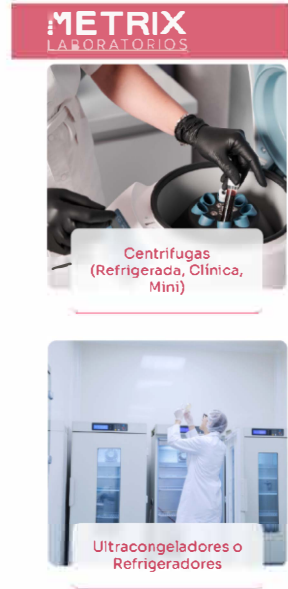 METRIX
LABORATORIOS
Centrifugas
(Refrigerada, Clínica,
Mini)
Ultracongeladores o
Refrigeradores